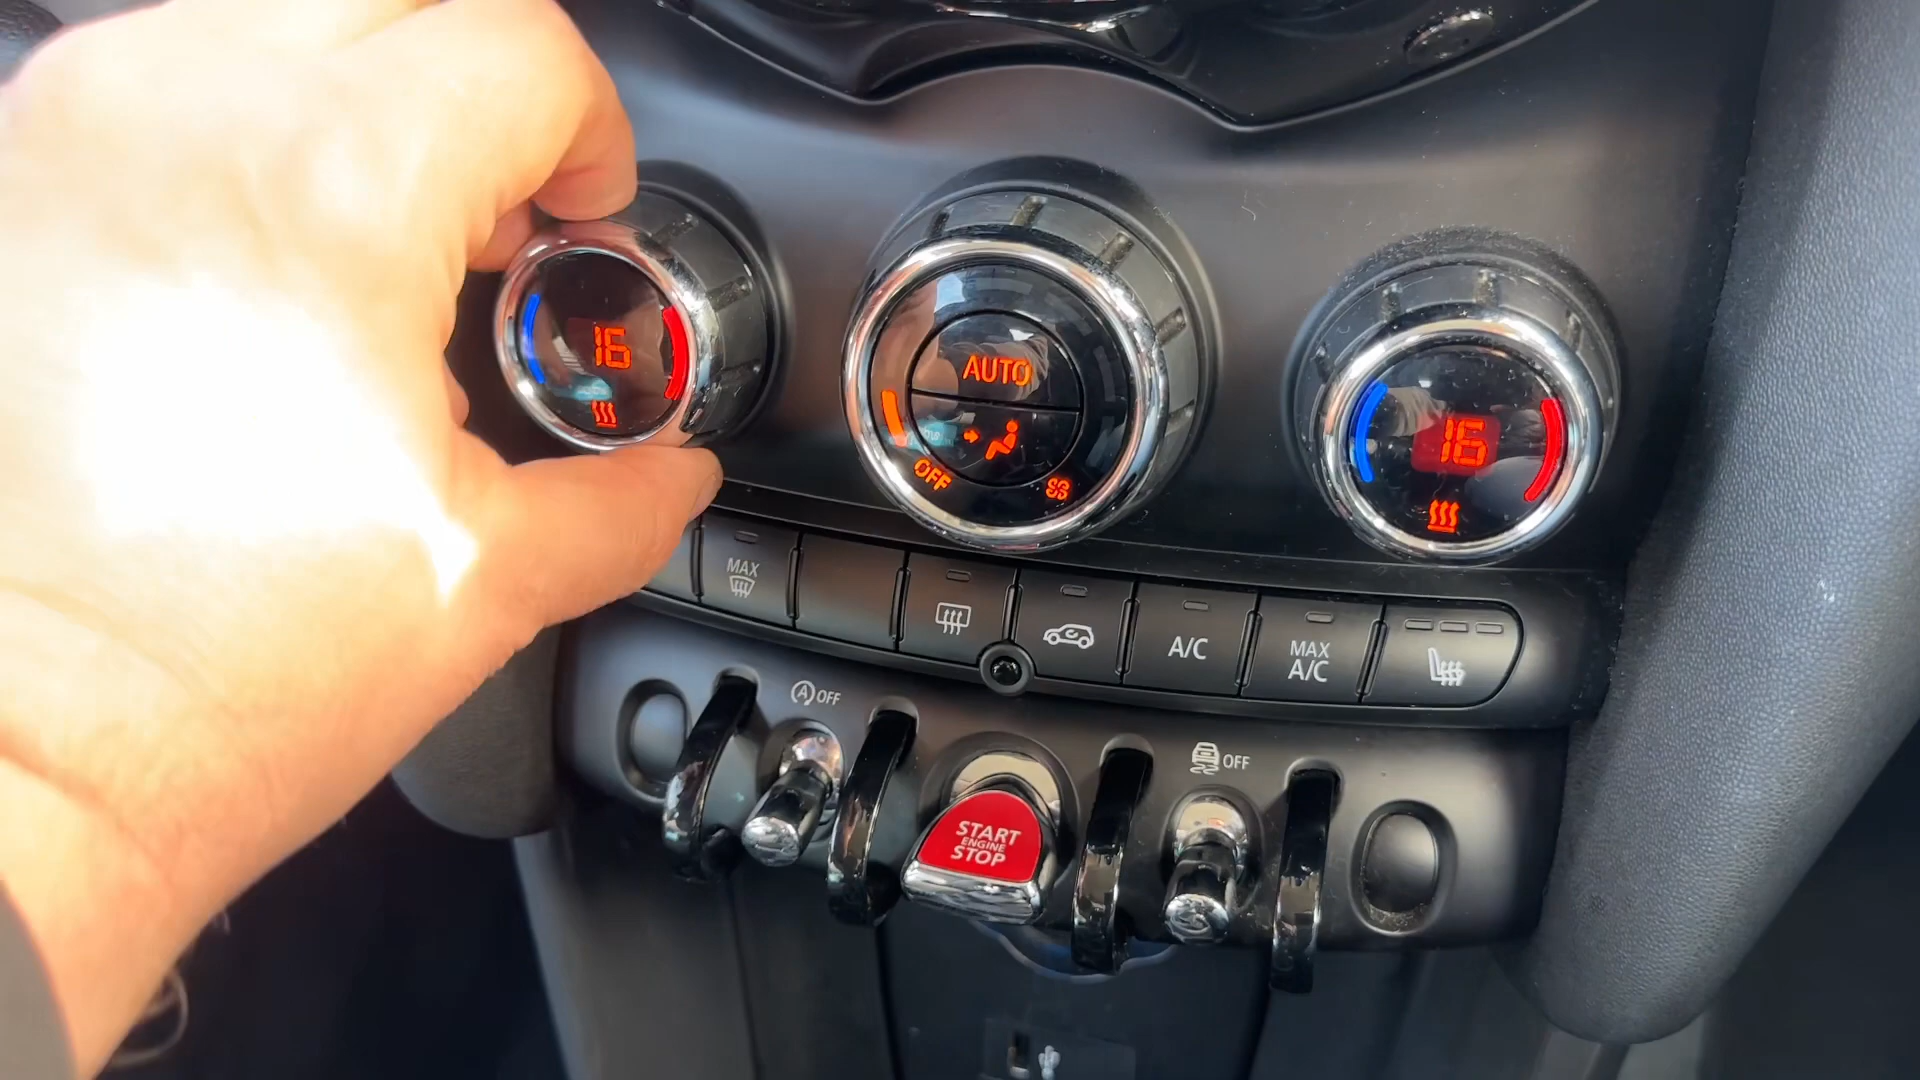 16
AUTO
OFF
16
MAX
A/C
MAX
A/C
A OFF
OFF
START
ENGINE
STOP